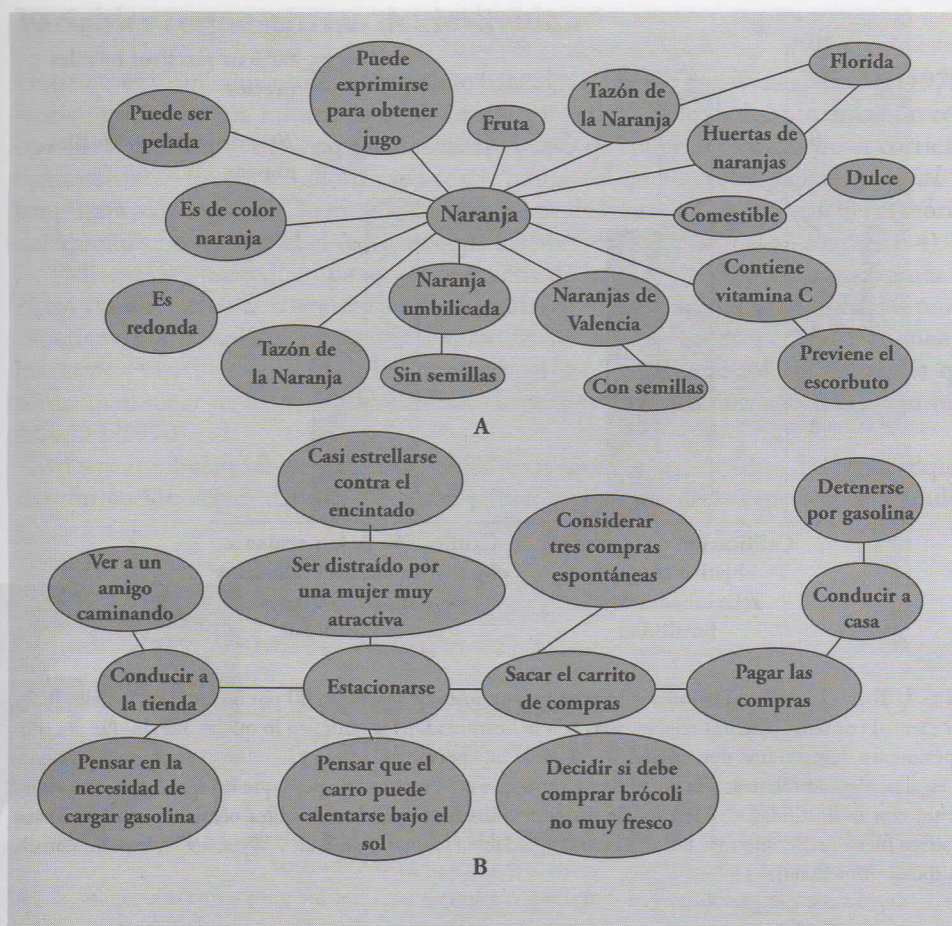 Puede
exprimirse
para obtener
jugo
Puede ser
pelada
Fruta
Tazón de
la Naranja
Florida
Huertas de
naranjas
Dulce
Es de color
naranja
Naranja
Comestible
Es
redonda
Naranja
umbilicada
Naranjas de
Valencia
Contiene
vitamina C
Tazón de
la Naranja
Sin semillas
Con semillas
Previene el
escorbuto
A
Casi estrellarse
contra el
encintado
Considerar
tres compras
espontáneas
Detenerse
por gasolina
Ver a un
amigo
caminando
Ser distraído por
una mujer muy
atractiva
Conducir a
casa
Conducir a
la tienda
Estacionarse
Sacar el carrito
de compras
Pagar las
compras
Pensar en la
necesidad de
cargar gasolina
Pensar que el
carro puede
calentarse bajo el
sol
Decidir si debe
comprar brócoli
no muy fresco
B